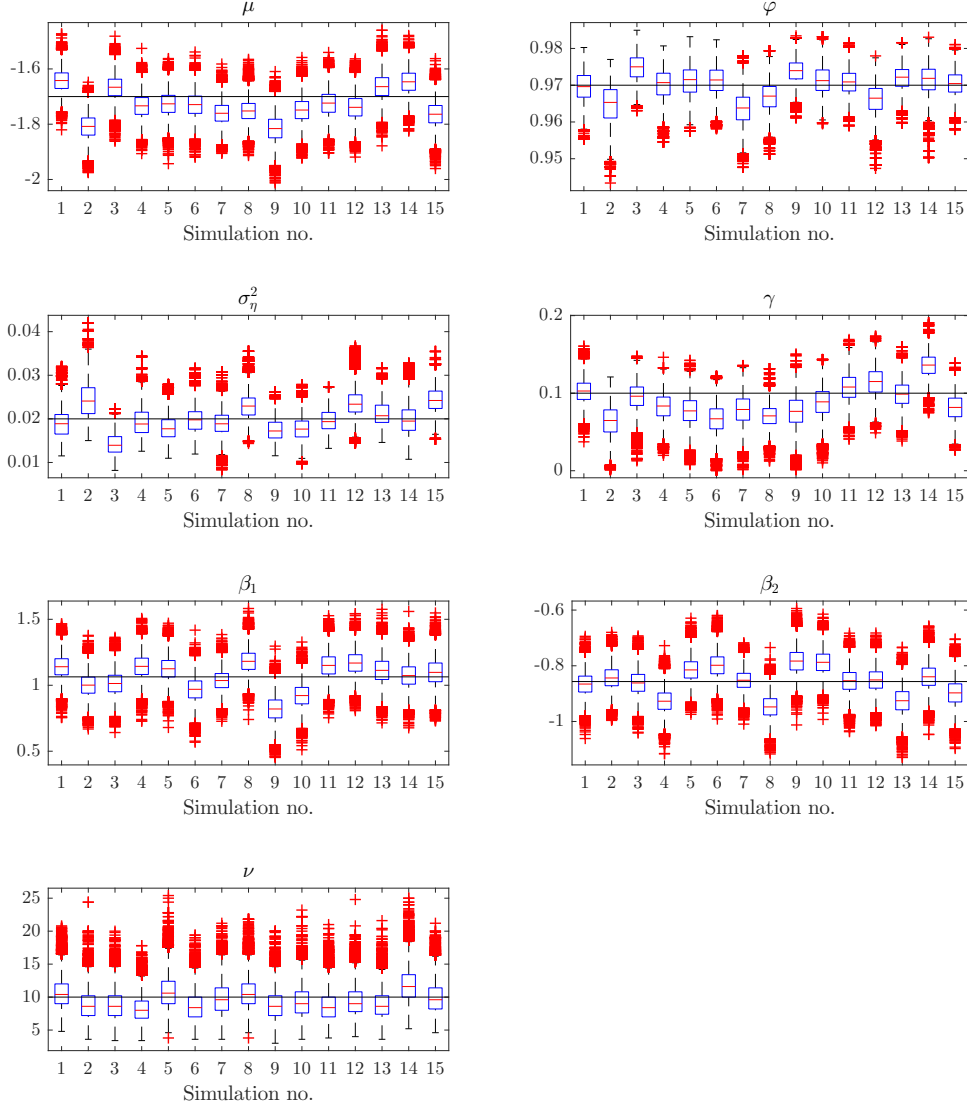 μ
-1.6
-1.8
-2
1 2 3 4 5 6 7 8 9 10 11 12 13 14 15
Simulation no.
φ
0.98
0.97
0.96
0.95
1 2 3 4 5 6 7 8 9 10 11 12 13 14 15
Simulation no.
σ²_η
0.04
0.03
0.02
0.01
1 2 3 4 5 6 7 8 9 10 11 12 13 14 15
Simulation no.
γ
0.2
0.1
0
1 2 3 4 5 6 7 8 9 10 11 12 13 14 15
Simulation no.
β₁
1.5
1
0.5
1 2 3 4 5 6 7 8 9 10 11 12 13 14 15
Simulation no.
β₂
-0.6
-0.8
-1
1 2 3 4 5 6 7 8 9 10 11 12 13 14 15
Simulation no.
ν
25
20
15
10
5
1 2 3 4 5 6 7 8 9 10 11 12 13 14 15
Simulation no.